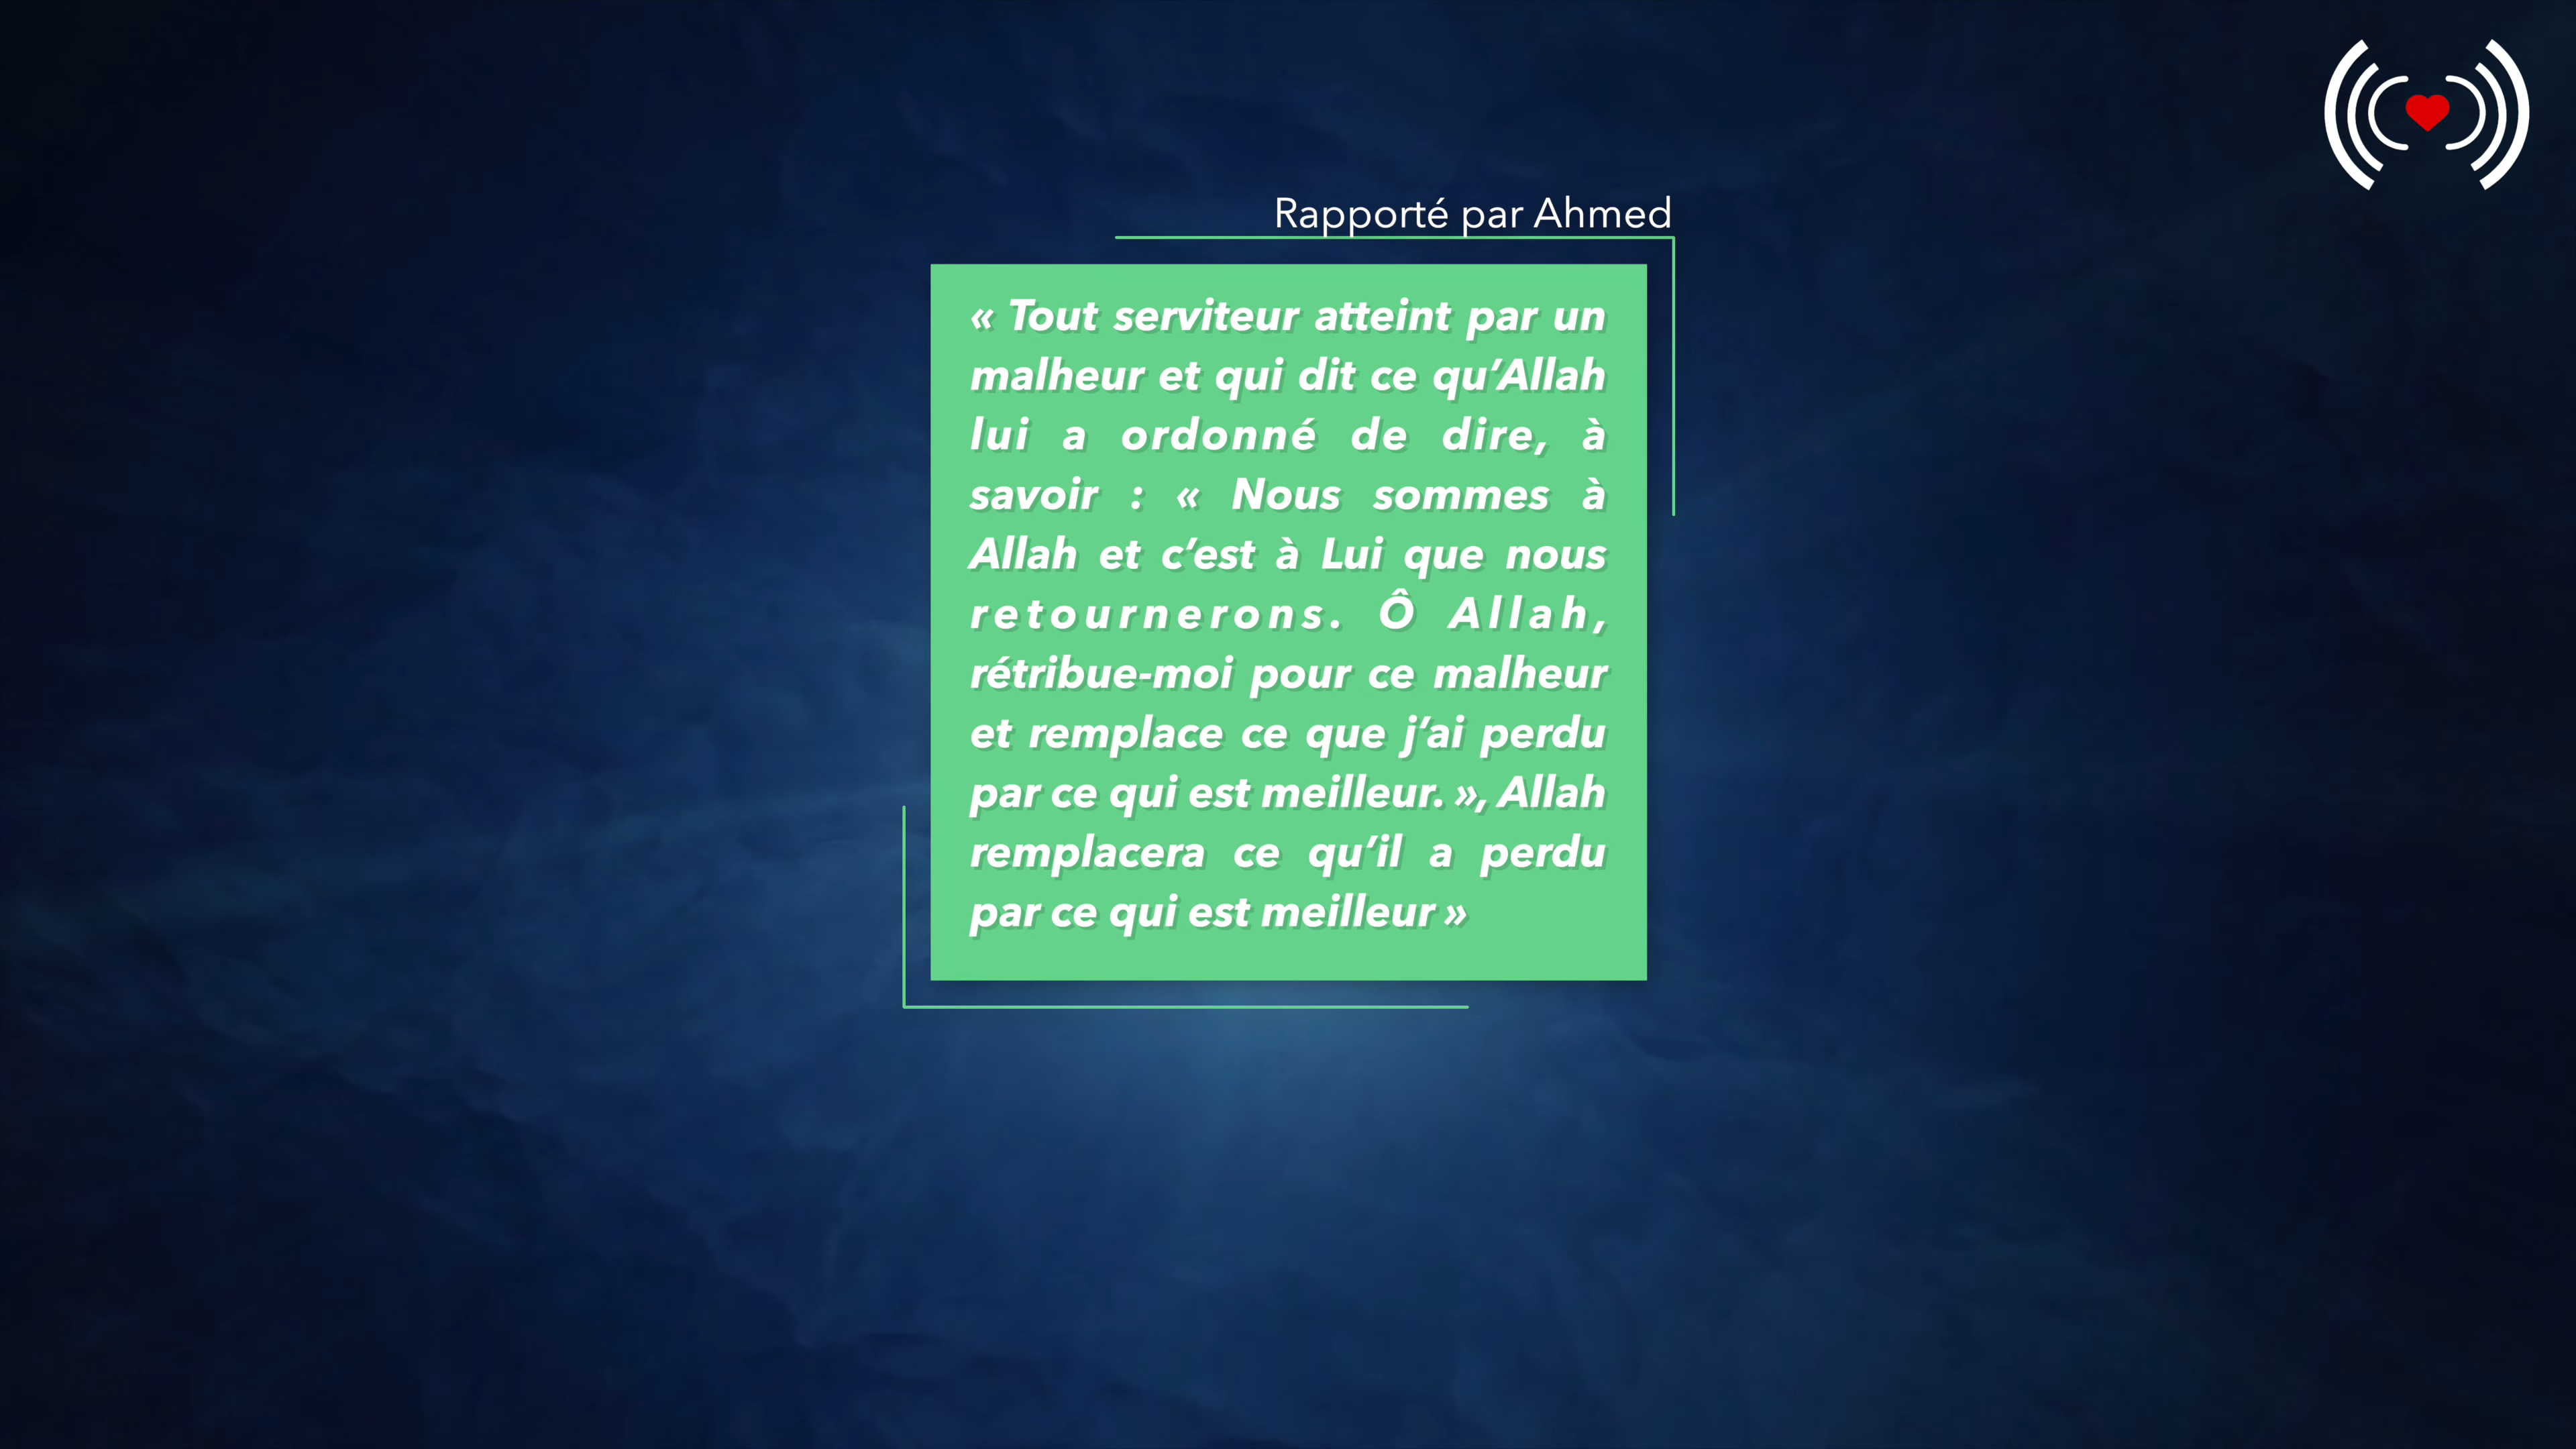 Rapporté par Ahmed
« Tout serviteur atteint par un
malheur et qui dit ce qu’Allah
lui a ordonné de dire, à
savoir : « Nous sommes à
Allah et c’est à Lui que nous
retournerons. Ô Allah,
rétribue-moi pour ce malheur
et remplace ce que j’ai perdu
par ce qui est meilleur. », Allah
remplacera ce qu’il a perdu
par ce qui est meilleur »